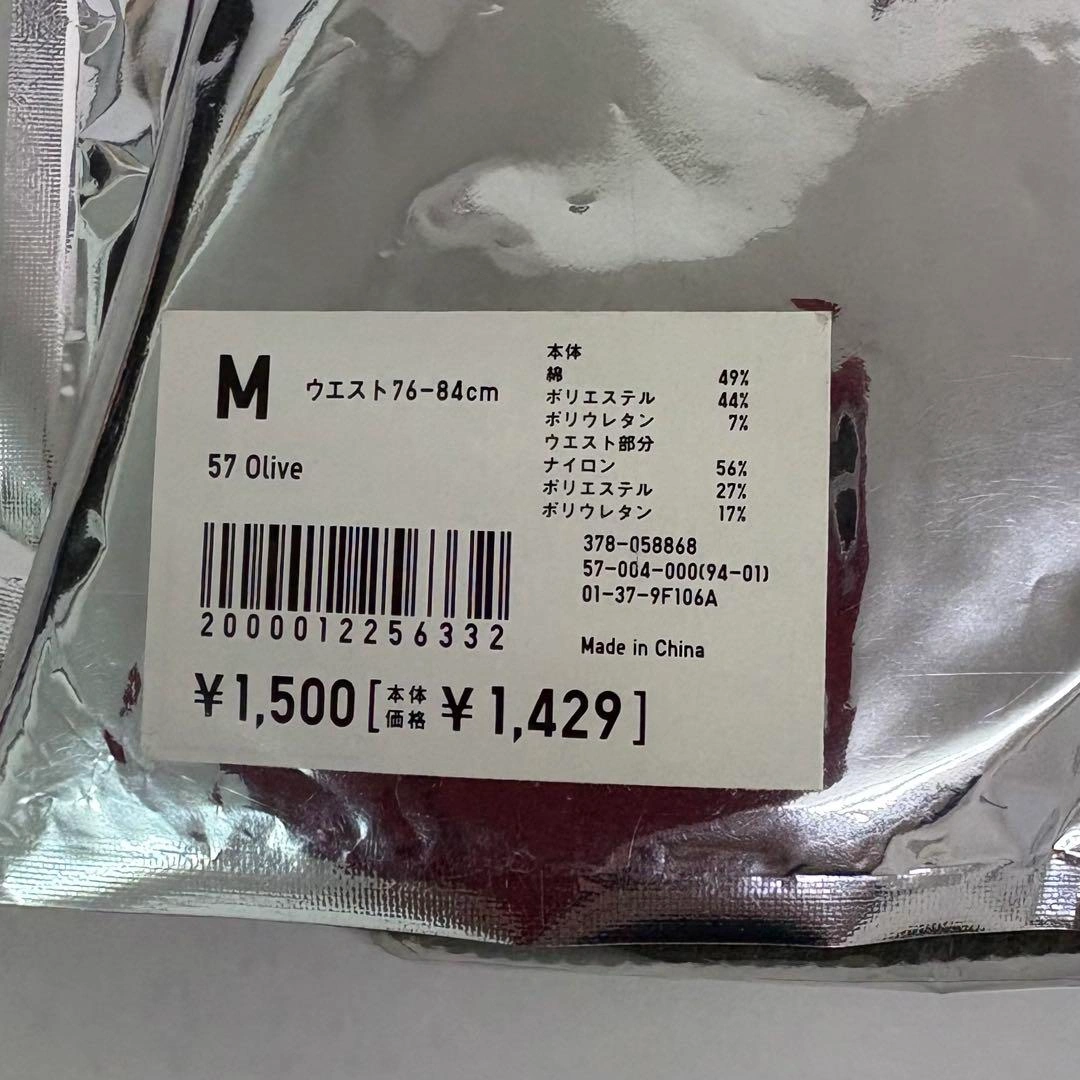 M ウエスト76-84cm
57 Olive
2000012256332
¥1,500[本体価格 ¥1,429]
本体
綿 49%
ポリエステル 44%
ポリウレタン 7%
ウエスト部分
ナイロン 56%
ポリエステル 27%
ポリウレタン 17%
378-058868
57-004-000(94-01)
01-37-9F106A
Made in China